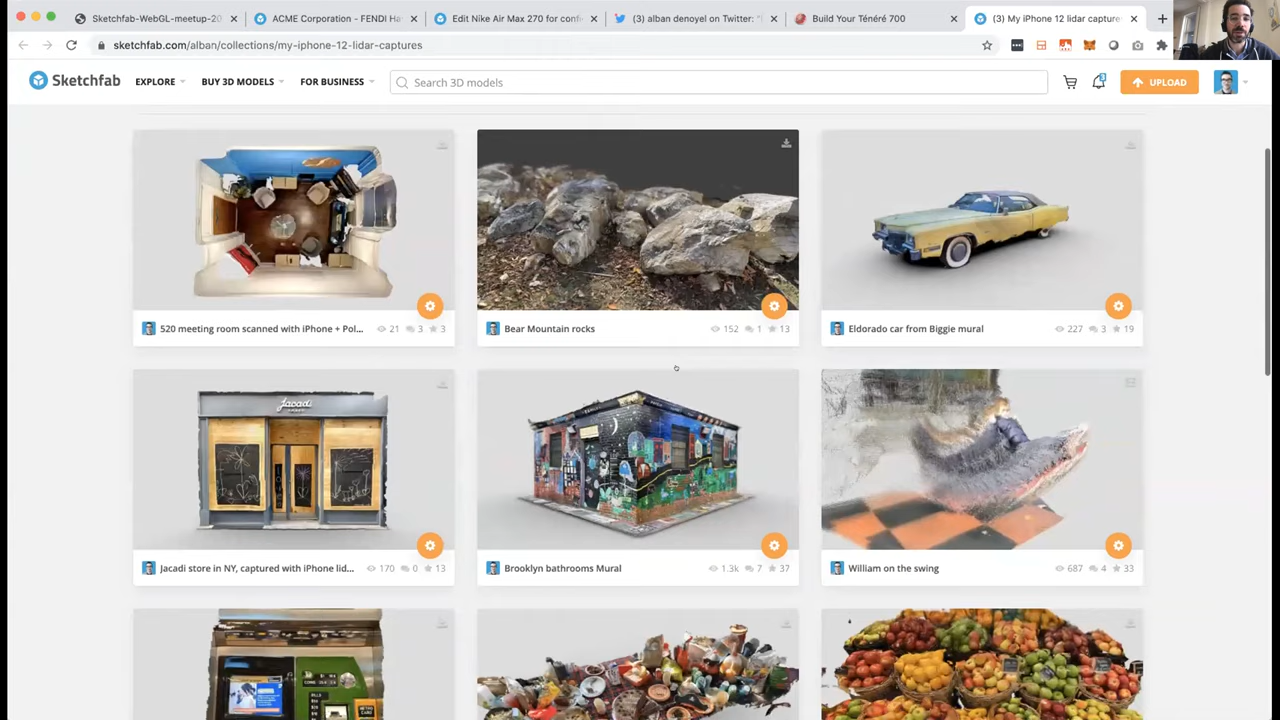 Sketchfab-WebGL-meetup-20
ACME Corporation - FENDI Ha
Edit Nike Air Max 270 for confi
(3) alban denoyel on Twitter: "I
Build Your Ténéré 700
(3) My iPhone 12 lidar capture
sketchfab.com/alban/collections/my-iphone-12-lidar-captures
Sketchfab
EXPLORE
BUY 3D MODELS
FOR BUSINESS
Search 3D models
UPLOAD
520 meeting room scanned with iPhone + Pol...
21
3
3
Bear Mountain rocks
152
1
13
Eldorado car from Biggie mural
227
3
19
Jacadi
Jacadi store in NY, captured with iPhone lid...
170
0
13
Brooklyn bathrooms Mural
1.3k
7
37
William on the swing
687
4
33